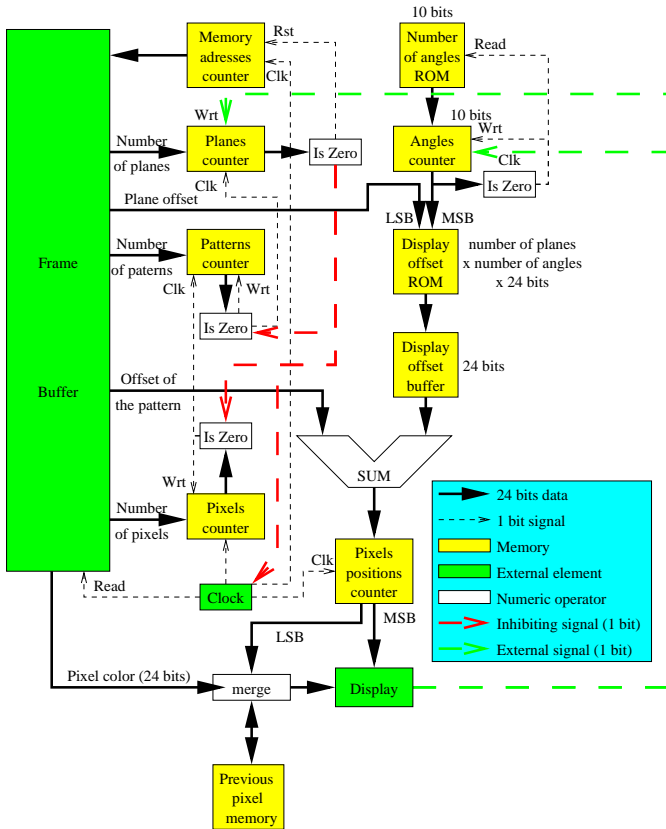 10 bits
Memory
adresses
counter
Rst
Clk
Number
of angles
ROM
Read
Wrt
10 bits
Number
of planes
Planes
counter
Is Zero
Angles
counter
Wrt
Clk
Is Zero
Clk
Plane offset
LSB
MSB
Number
of paterns
Patterns
counter
Display
offset
ROM
number of planes
x number of angles
x 24 bits
Frame
Clk
Wrt
Is Zero
Display
offset
buffer
24 bits
Buffer
Offset of
the pattern
Is Zero
SUM
Wrt
Number
of pixels
Pixels
counter
24 bits data
1 bit signal
Memory
External element
Numeric operator
Inhibiting signal (1 bit)
External signal (1 bit)
Clk
Pixels
positions
counter
Read
Clock
LSB
MSB
Pixel color (24 bits)
merge
Display
Previous
pixel
memory